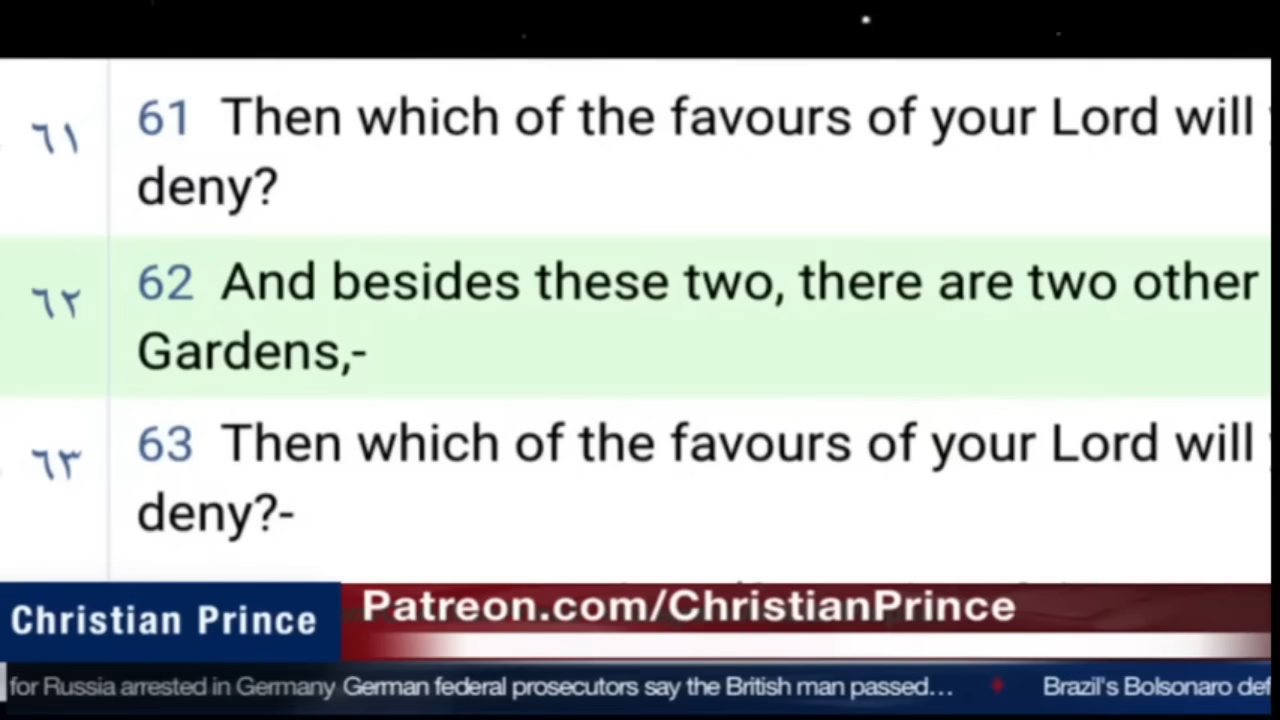 ٦١ 61 Then which of the favours of your Lord will
deny?
٦٢ 62 And besides these two, there are two other
Gardens,-
٦٣ 63 Then which of the favours of your Lord will
deny?-
Christian Prince
Patreon.com/ChristianPrince
for Russia arrested in Germany German federal prosecutors say the British man passed... Brazil's Bolsonaro def